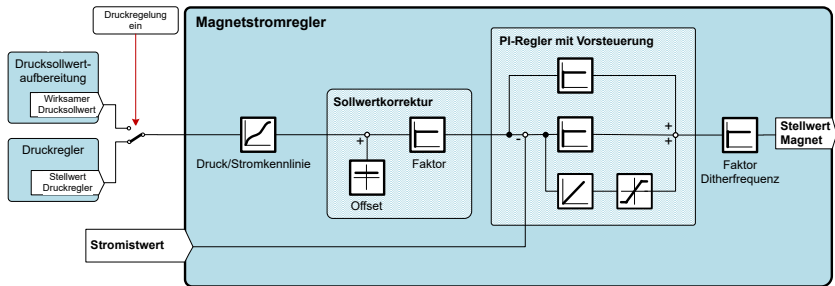 Druckregelung
ein
Magnetstromregler
Drucksollwert-
aufbereitung
Wirksamer
Drucksollwert
Druckregler
Stellwert
Druckregler
Druck/Stromkennlinie
Sollwertkorrektur
+
Offset
Faktor
PI-Regler mit Vorsteuerung
-
+
+
Faktor
Ditherfrequenz
Stellwert
Magnet
Stromistwert